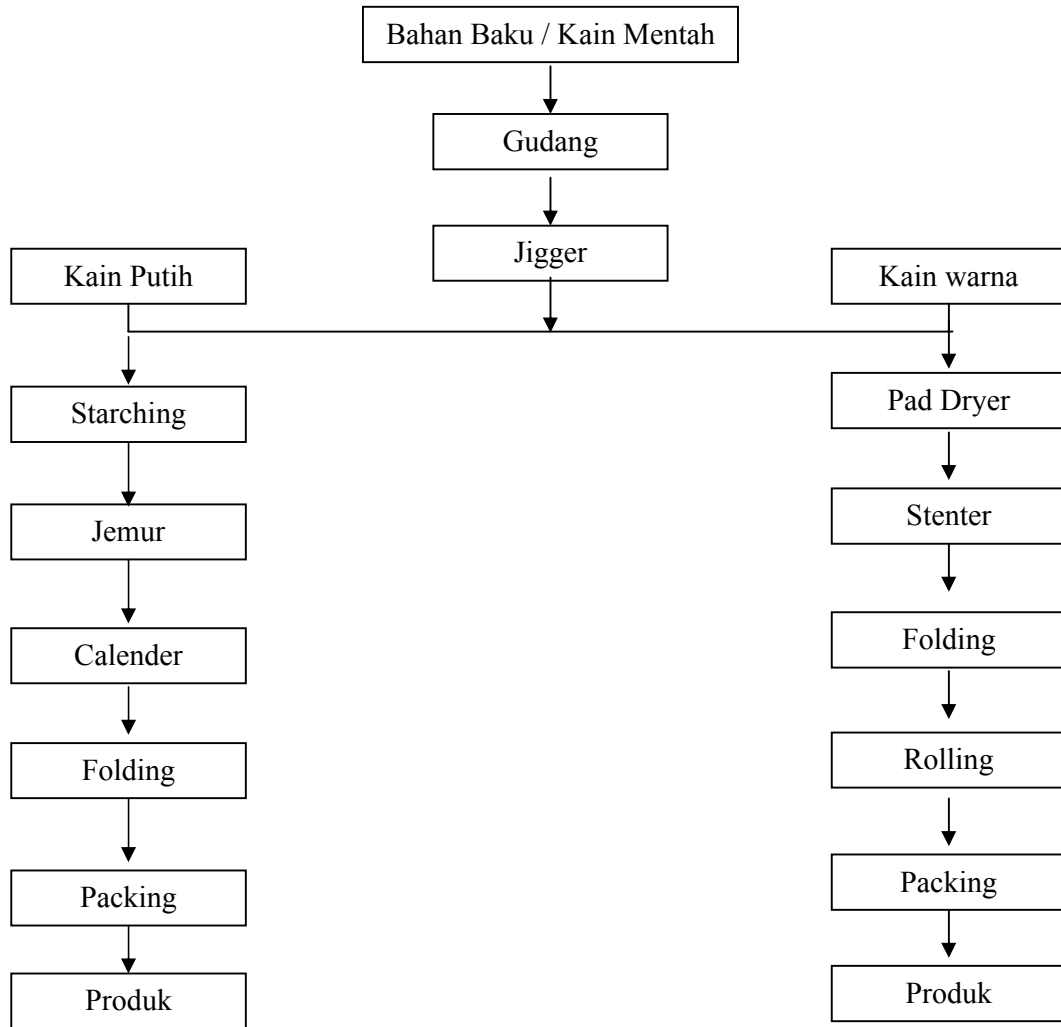 Bahan Baku / Kain Mentah
Gudang
Jigger
Kain Putih
Kain warna
Starching
Jemur
Calender
Folding
Packing
Produk
Pad Dryer
Stenter
Folding
Rolling
Packing
Produk